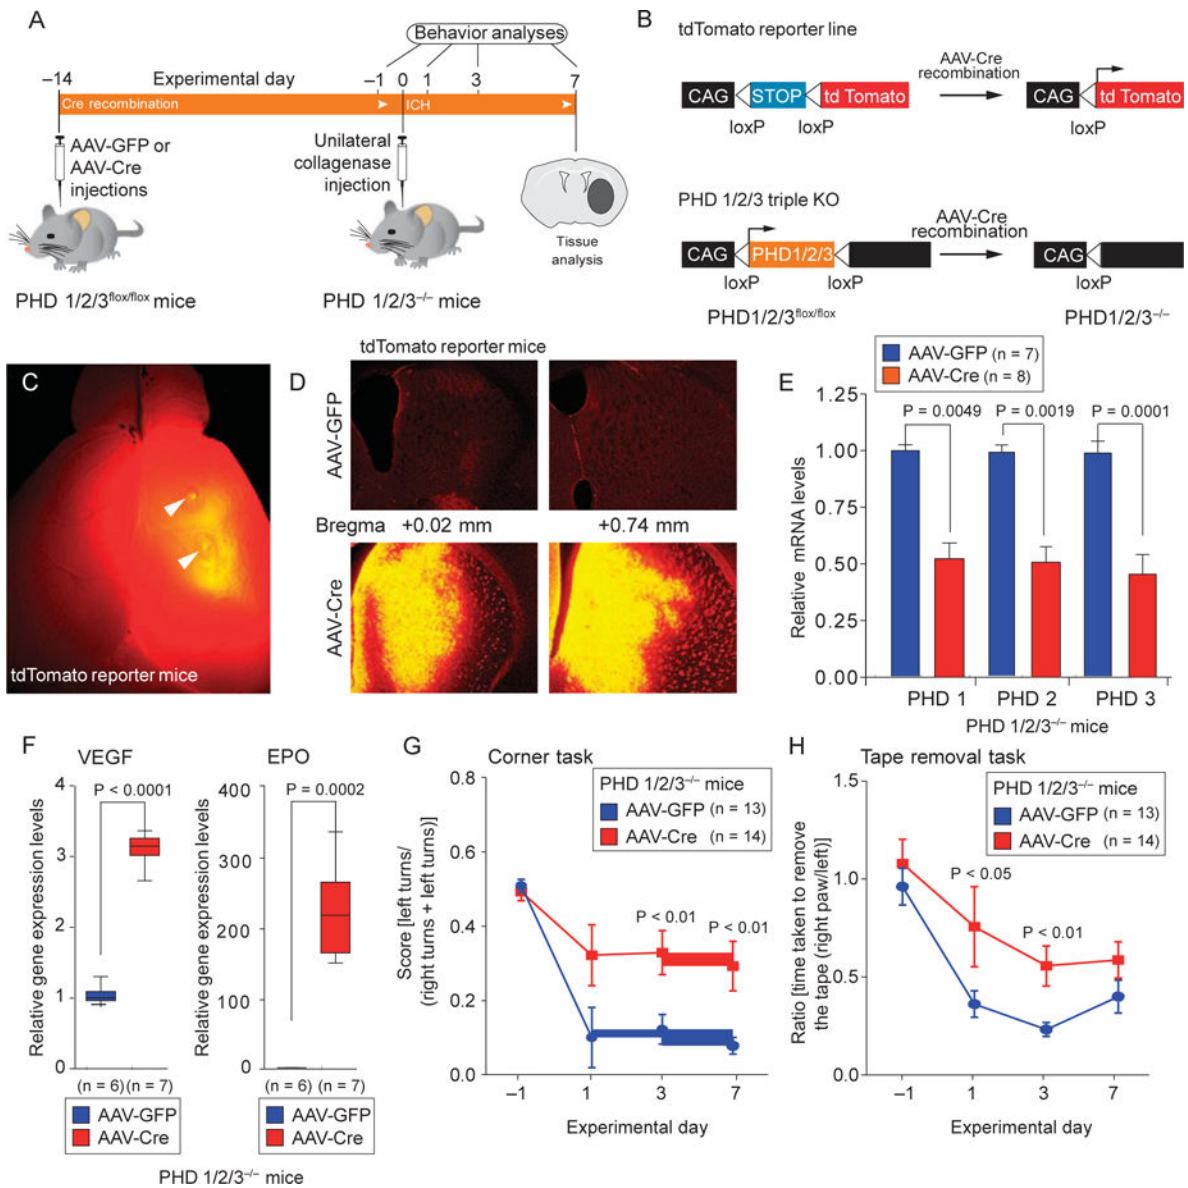 A
Behavior analyses
–14 Experimental day –1 0 1 3 7
Cre recombination
ICH
AAV-GFP or
AAV-Cre
injections
Unilateral
collagenase
injection
Tissue
analysis
PHD 1/2/3flox/flox mice
PHD 1/2/3–/– mice
B
tdTomato reporter line
AAV-Cre
recombination
CAG STOP td Tomato
CAG td Tomato
loxP loxP
loxP
PHD 1/2/3 triple KO
AAV-Cre
recombination
CAG PHD1/2/3
CAG
loxP loxP
loxP
PHD1/2/3flox/flox
PHD1/2/3–/–
C
tdTomato reporter mice
D
tdTomato reporter mice
AAV-GFP
Bregma +0.02 mm +0.74 mm
AAV-Cre
E
AAV-GFP (n = 7)
AAV-Cre (n = 8)
P = 0.0049 P = 0.0019 P = 0.0001
Relative mRNA levels
1.25
1.00
0.75
0.50
0.25
0.00
PHD 1 PHD 2 PHD 3
PHD 1/2/3–/– mice
F
VEGF
P < 0.0001
Relative gene expression levels
4
3
2
1
0
(n = 6) (n = 7)
AAV-GFP
AAV-Cre
EPO
P = 0.0002
Relative gene expression levels
400
300
200
100
0
(n = 6) (n = 7)
AAV-GFP
AAV-Cre
PHD 1/2/3–/– mice
G
Corner task
PHD 1/2/3–/– mice
AAV-GFP (n = 13)
AAV-Cre (n = 14)
P < 0.01
P < 0.01
Score [left turns/
(right turns + left turns)]
0.8
0.6
0.4
0.2
0.0
–1 1 3 7
Experimental day
H
Tape removal task
PHD 1/2/3–/– mice
AAV-GFP (n = 13)
AAV-Cre (n = 14)
P < 0.05
P < 0.01
Ratio [time taken to remove
the tape (right paw/left)]
1.5
1.0
0.5
0.0
–1 1 3 7
Experimental day